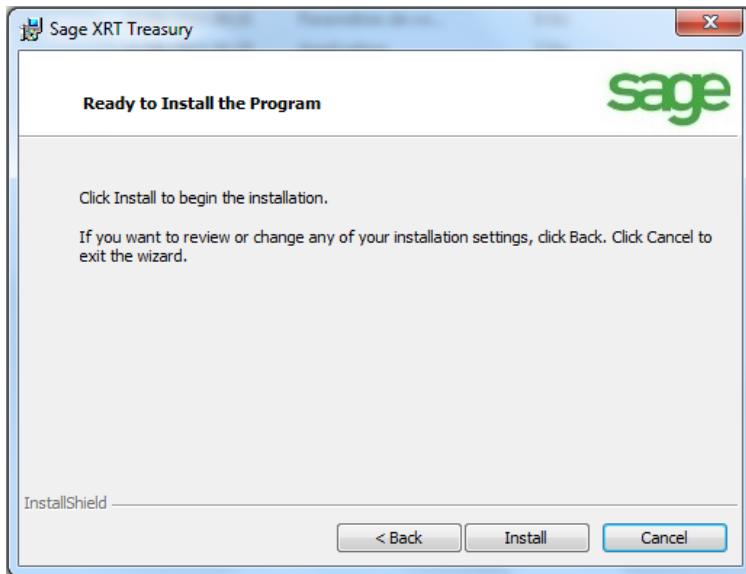 Sage XRT Treasury
Ready to Install the Program
sage
Click Install to begin the installation.
If you want to review or change any of your installation settings, click Back. Click Cancel to
exit the wizard.
InstallShield
< Back
Install
Cancel